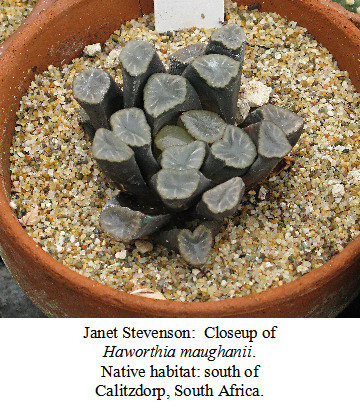 Janet Stevenson:  Closeup of
Haworthia maughanii.
Native habitat: south of
Calitzdorp, South Africa.